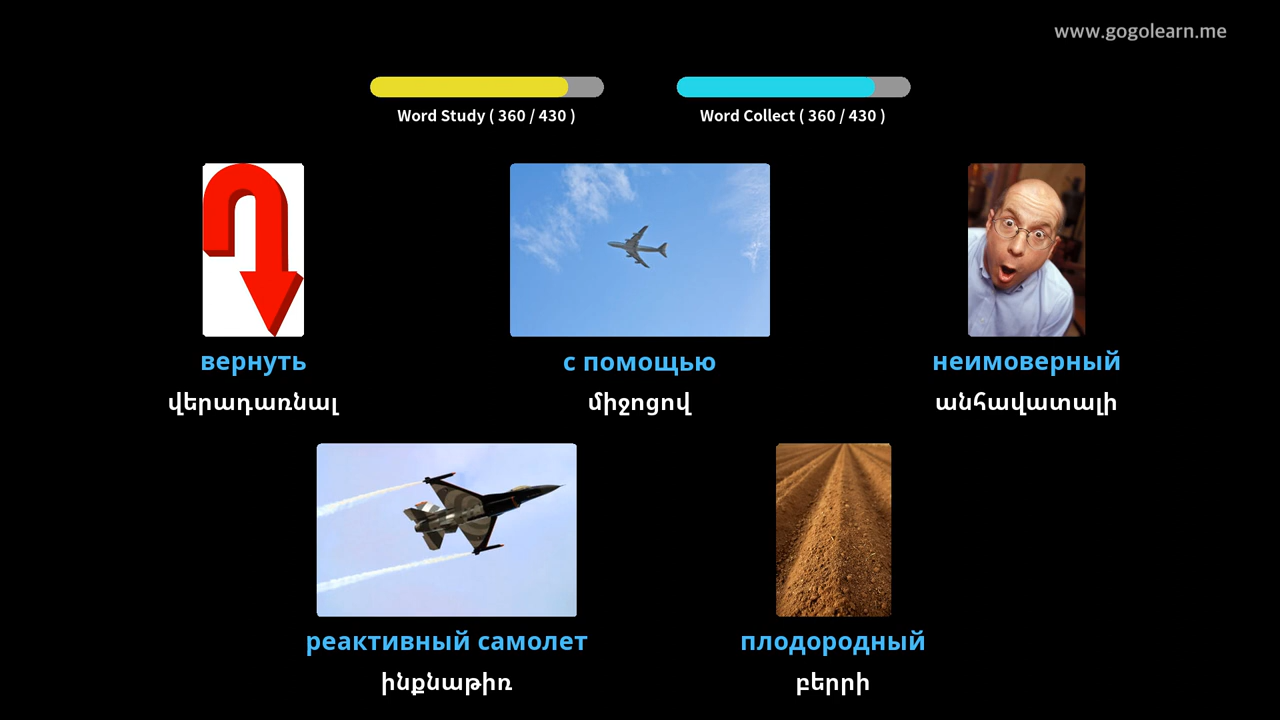 www.gogolearn.me
Word Study ( 360 / 430 )
Word Collect ( 360 / 430 )
вернуть
վերադառնալ
с помощью
միջոցով
неимоверный
անհավատալի
реактивный самолет
ինքնաթիռ
плодородный
բերրի